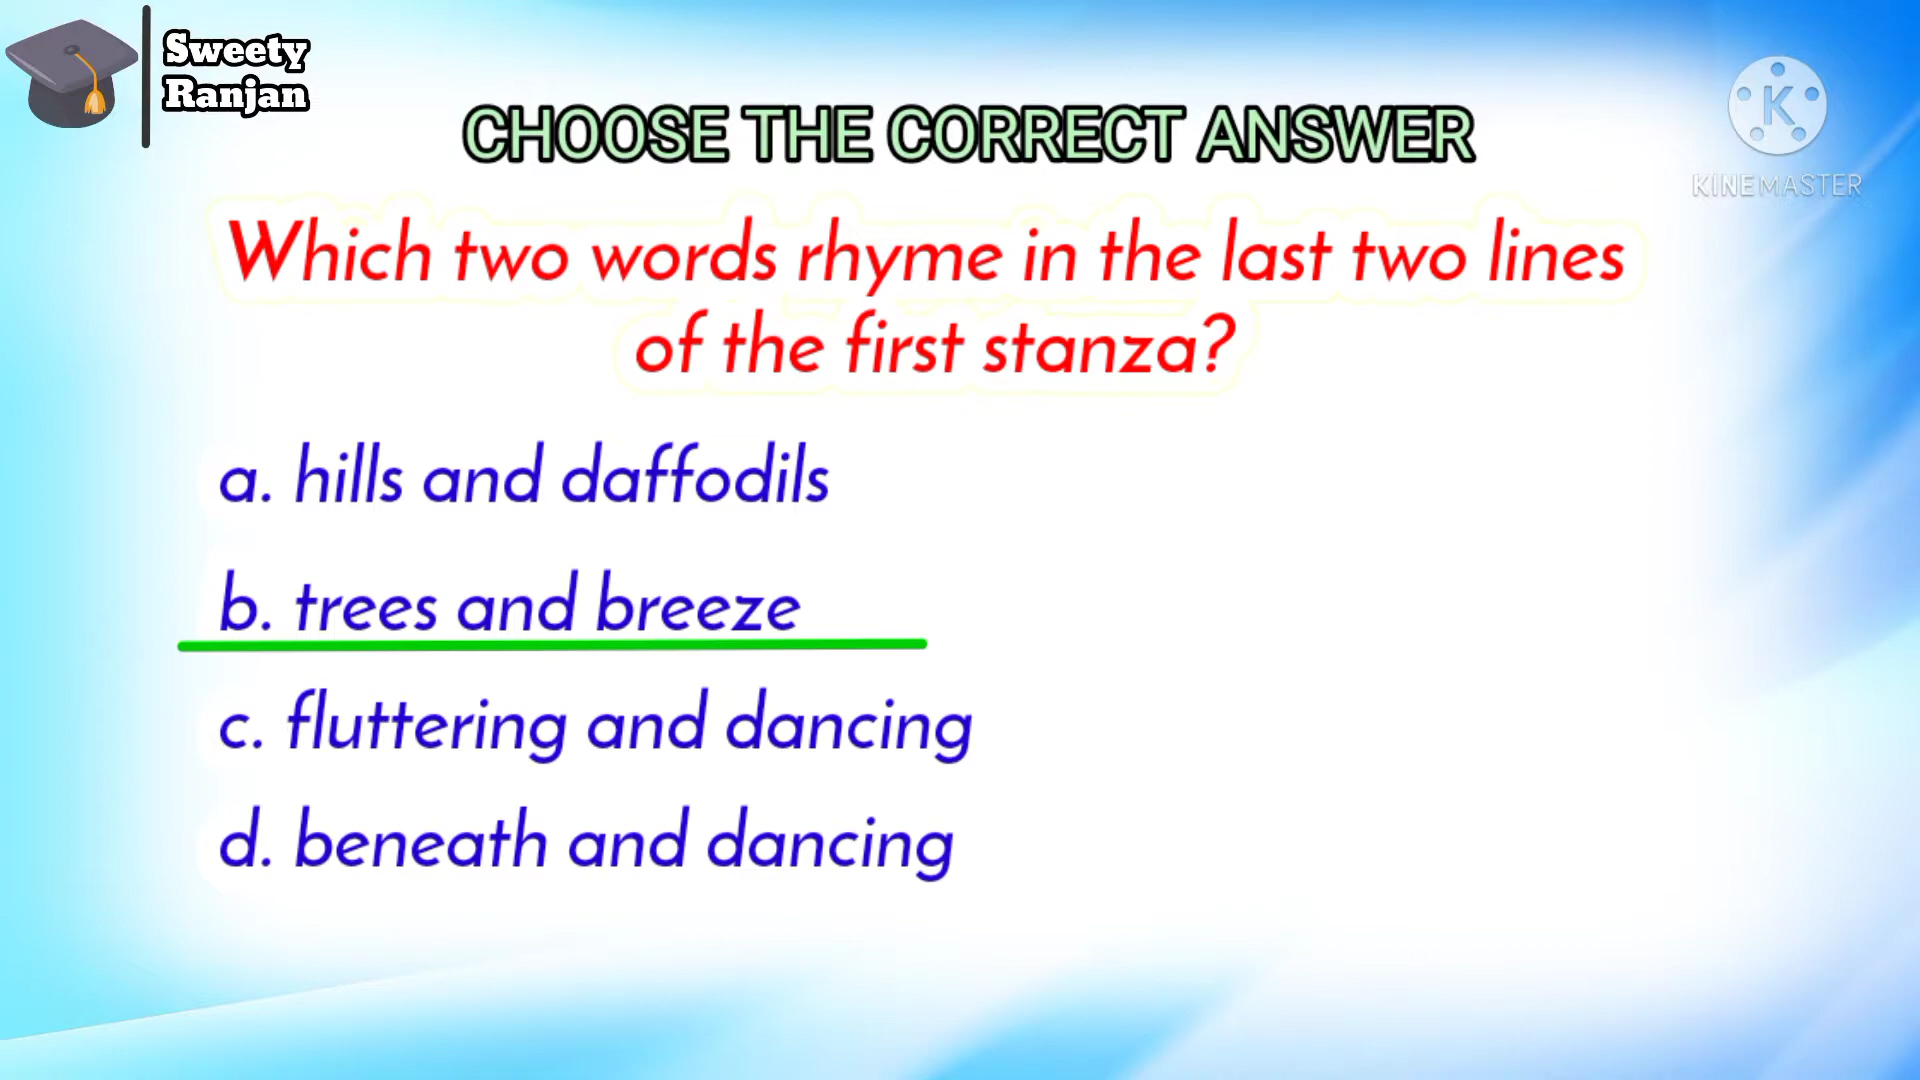 Sweety
Ranjan
K
KINEMASTER
CHOOSE THE CORRECT ANSWER
Which two words rhyme in the last two lines
of the first stanza?
a. hills and daffodils
b. trees and breeze
c. fluttering and dancing
d. beneath and dancing